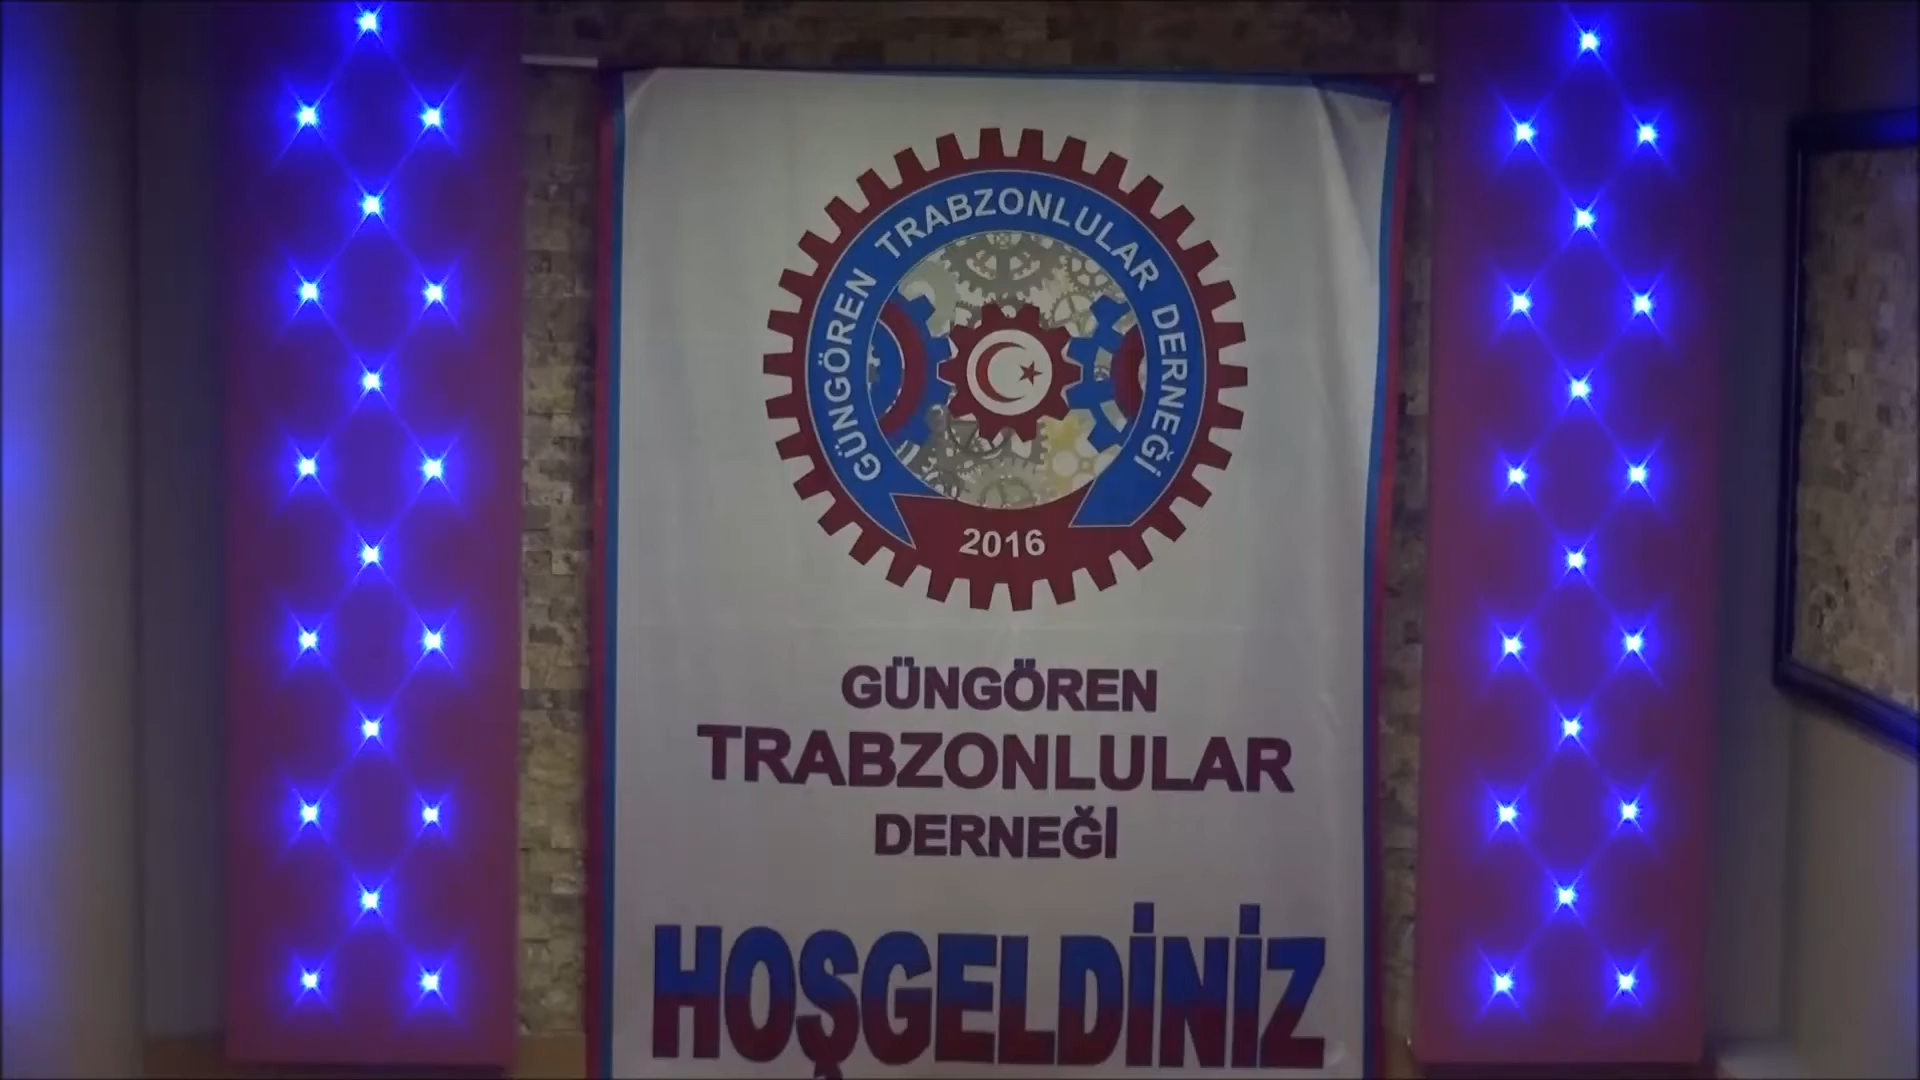 GÜNGÖREN TRABZONLULAR DERNEĞİ
2016
GÜNGÖREN
TRABZONLULAR
DERNEĞİ
HOŞGELDİNİZ